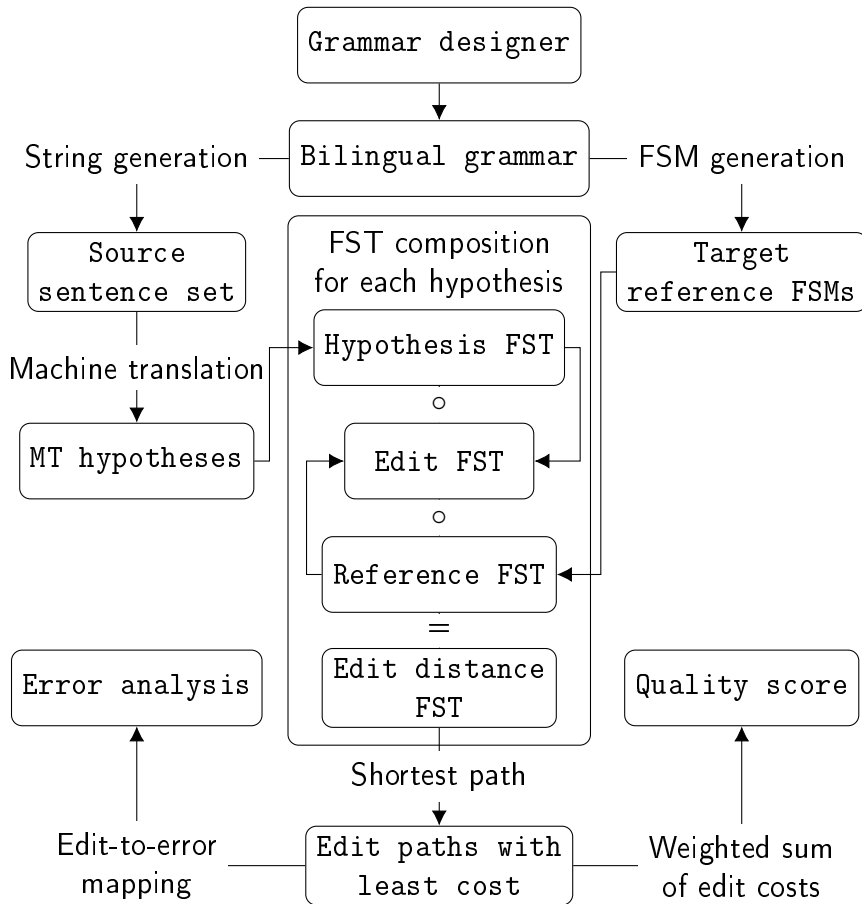 Grammar designer
String generation
Bilingual grammar
FSM generation
Source
sentence set
FST composition
for each hypothesis
Target
reference FSMs
Hypothesis FST
Machine translation
∘
MT hypotheses
Edit FST
∘
Reference FST
=
Error analysis
Edit distance
FST
Quality score
Shortest path
Edit-to-error
mapping
Edit paths with
least cost
Weighted sum
of edit costs